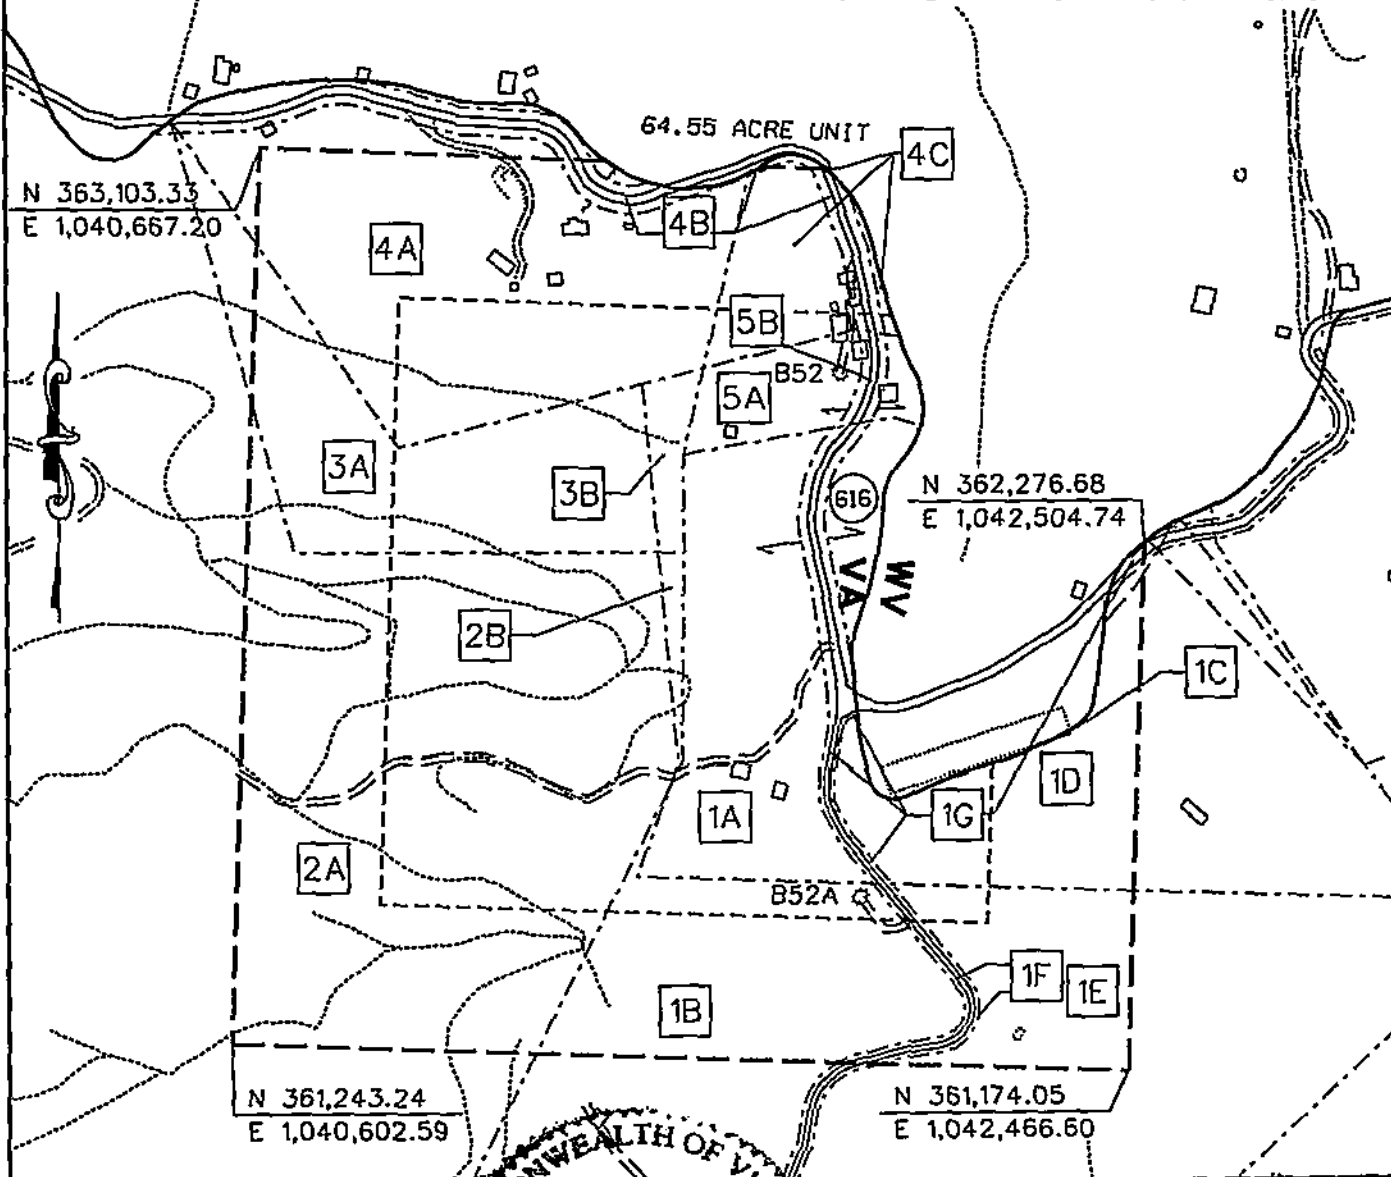 64.55 ACRE UNIT
4C
N 363,103.33
E 1,040,667.20
4B
4A
5B
B52
5A
3A
3B
616
N 362,276.68
E 1,042,504.74
WV
VA
2B
1C
1D
1A
1G
2A
B52A
1F
1E
1B
N 361,243.24
E 1,040,602.59
N 361,174.05
E 1,042,466.60
NWEALTH OF V